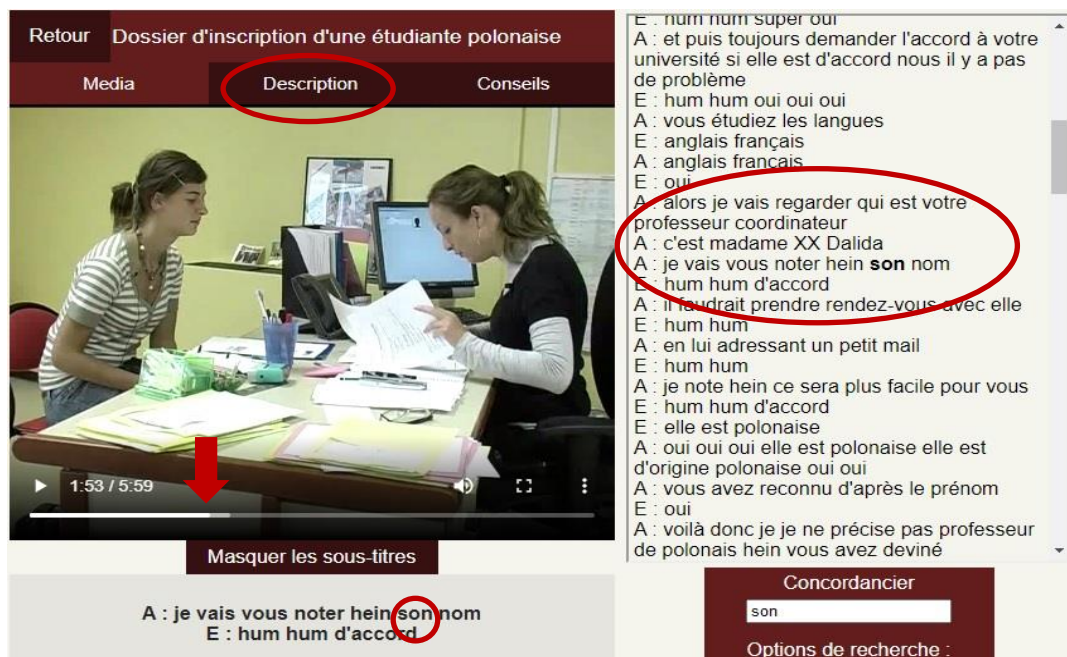 Retour Dossier d'inscription d'une étudiante polonaise
Media Description Conseils
1:53 / 5:59
Masquer les sous-titres
A : je vais vous noter hein son nom
E : hum hum d'accord
E : hum hum super oui
A : et puis toujours demander l'accord à votre
université si elle est d'accord nous il y a pas
de problème
E : hum hum oui oui oui
A : vous étudiez les langues
E : anglais français
A : anglais français
E : oui
A : alors je vais regarder qui est votre
professeur coordinateur
A : c'est madame XX Dalida
A : je vais vous noter hein son nom
E : hum hum d'accord
A : il faudrait prendre rendez-vous avec elle
E : hum hum
A : en lui adressant un petit mail
E : hum hum
A : je note hein ce sera plus facile pour vous
E : hum hum d'accord
E : elle est polonaise
A : oui oui oui elle est polonaise elle est
d'origine polonaise oui oui
A : vous avez reconnu d'après le prénom
E : oui
A : voilà donc je je ne précise pas professeur
de polonais hein vous avez deviné
Concordancier
son
Options de recherche :